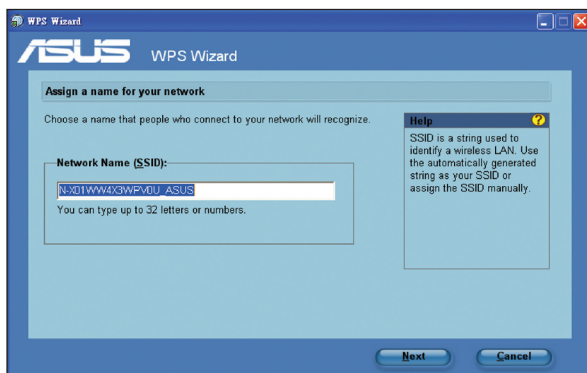 WPS Wizard
ASUS WPS Wizard
Assign a name for your network
Choose a name that people who connect to your network will recognize.
Network Name (SSID):
N-X01WW4X3WPV0U_ASUS
You can type up to 32 letters or numbers.
Help
SSID is a string used to
identify a wireless LAN. Use
the automatically generated
string as your SSID or
assign the SSID manually.
Next Cancel